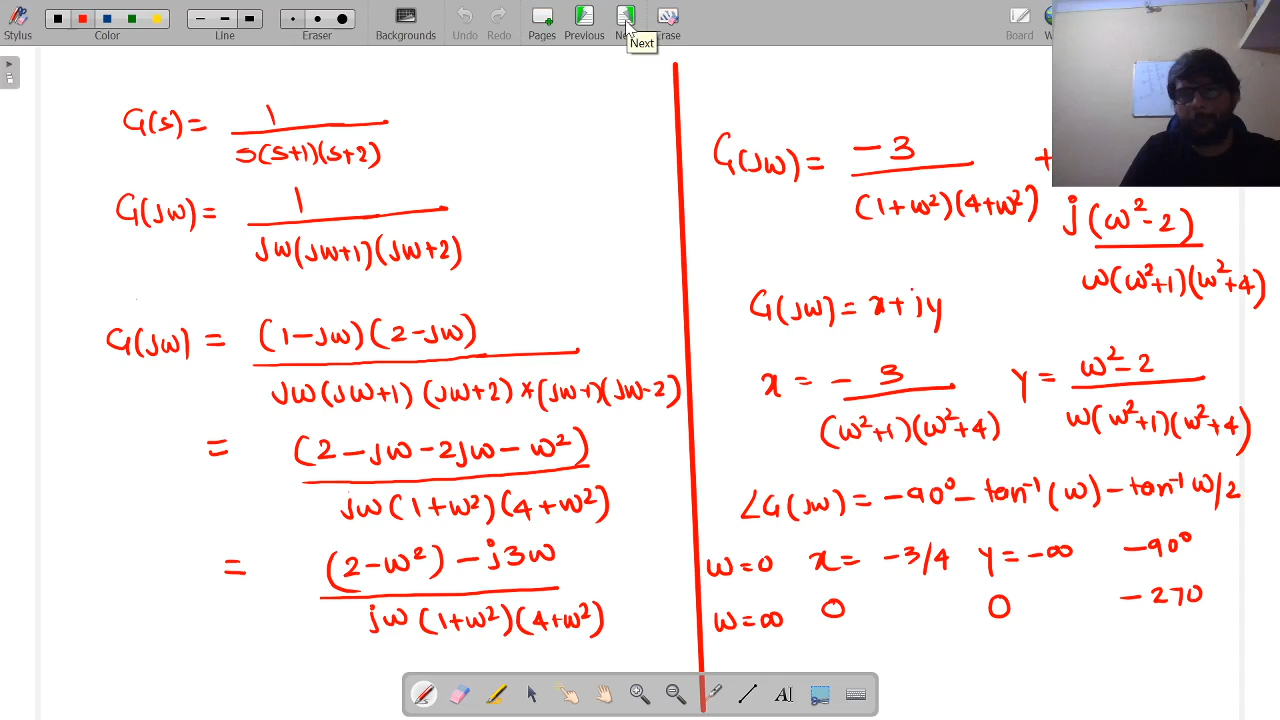 Stylus Color Line Eraser Backgrounds Undo Redo Pages Previous Next Erase Board
Next
G(s) = 1 / s(s+1)(s+2)
G(jw) = 1 / jw(jw+1)(jw+2)
G(jw) = (1-jw)(2-jw) / jw(jw+1)(jw+2)*(jw-1)(jw-2)
= (2-jw-2jw-w²) / jw(1+w²)(4+w²)
= (2-w²)-j3w / jw(1+w²)(4+w²)
G(jw) = -3 / (1+w²)(4+w²) +
j(w²-2) / w(w²+1)(w²+4)
G(jw) = x+jy
x = -3 / (w²+1)(w²+4) y = w²-2 / w(w²+1)(w²+4)
∠G(jw) = -90°-tan⁻¹(w)-tan⁻¹w/2
w=0 x= -3/4 y=-∞ -90°
w=∞ 0 0 -270
AI